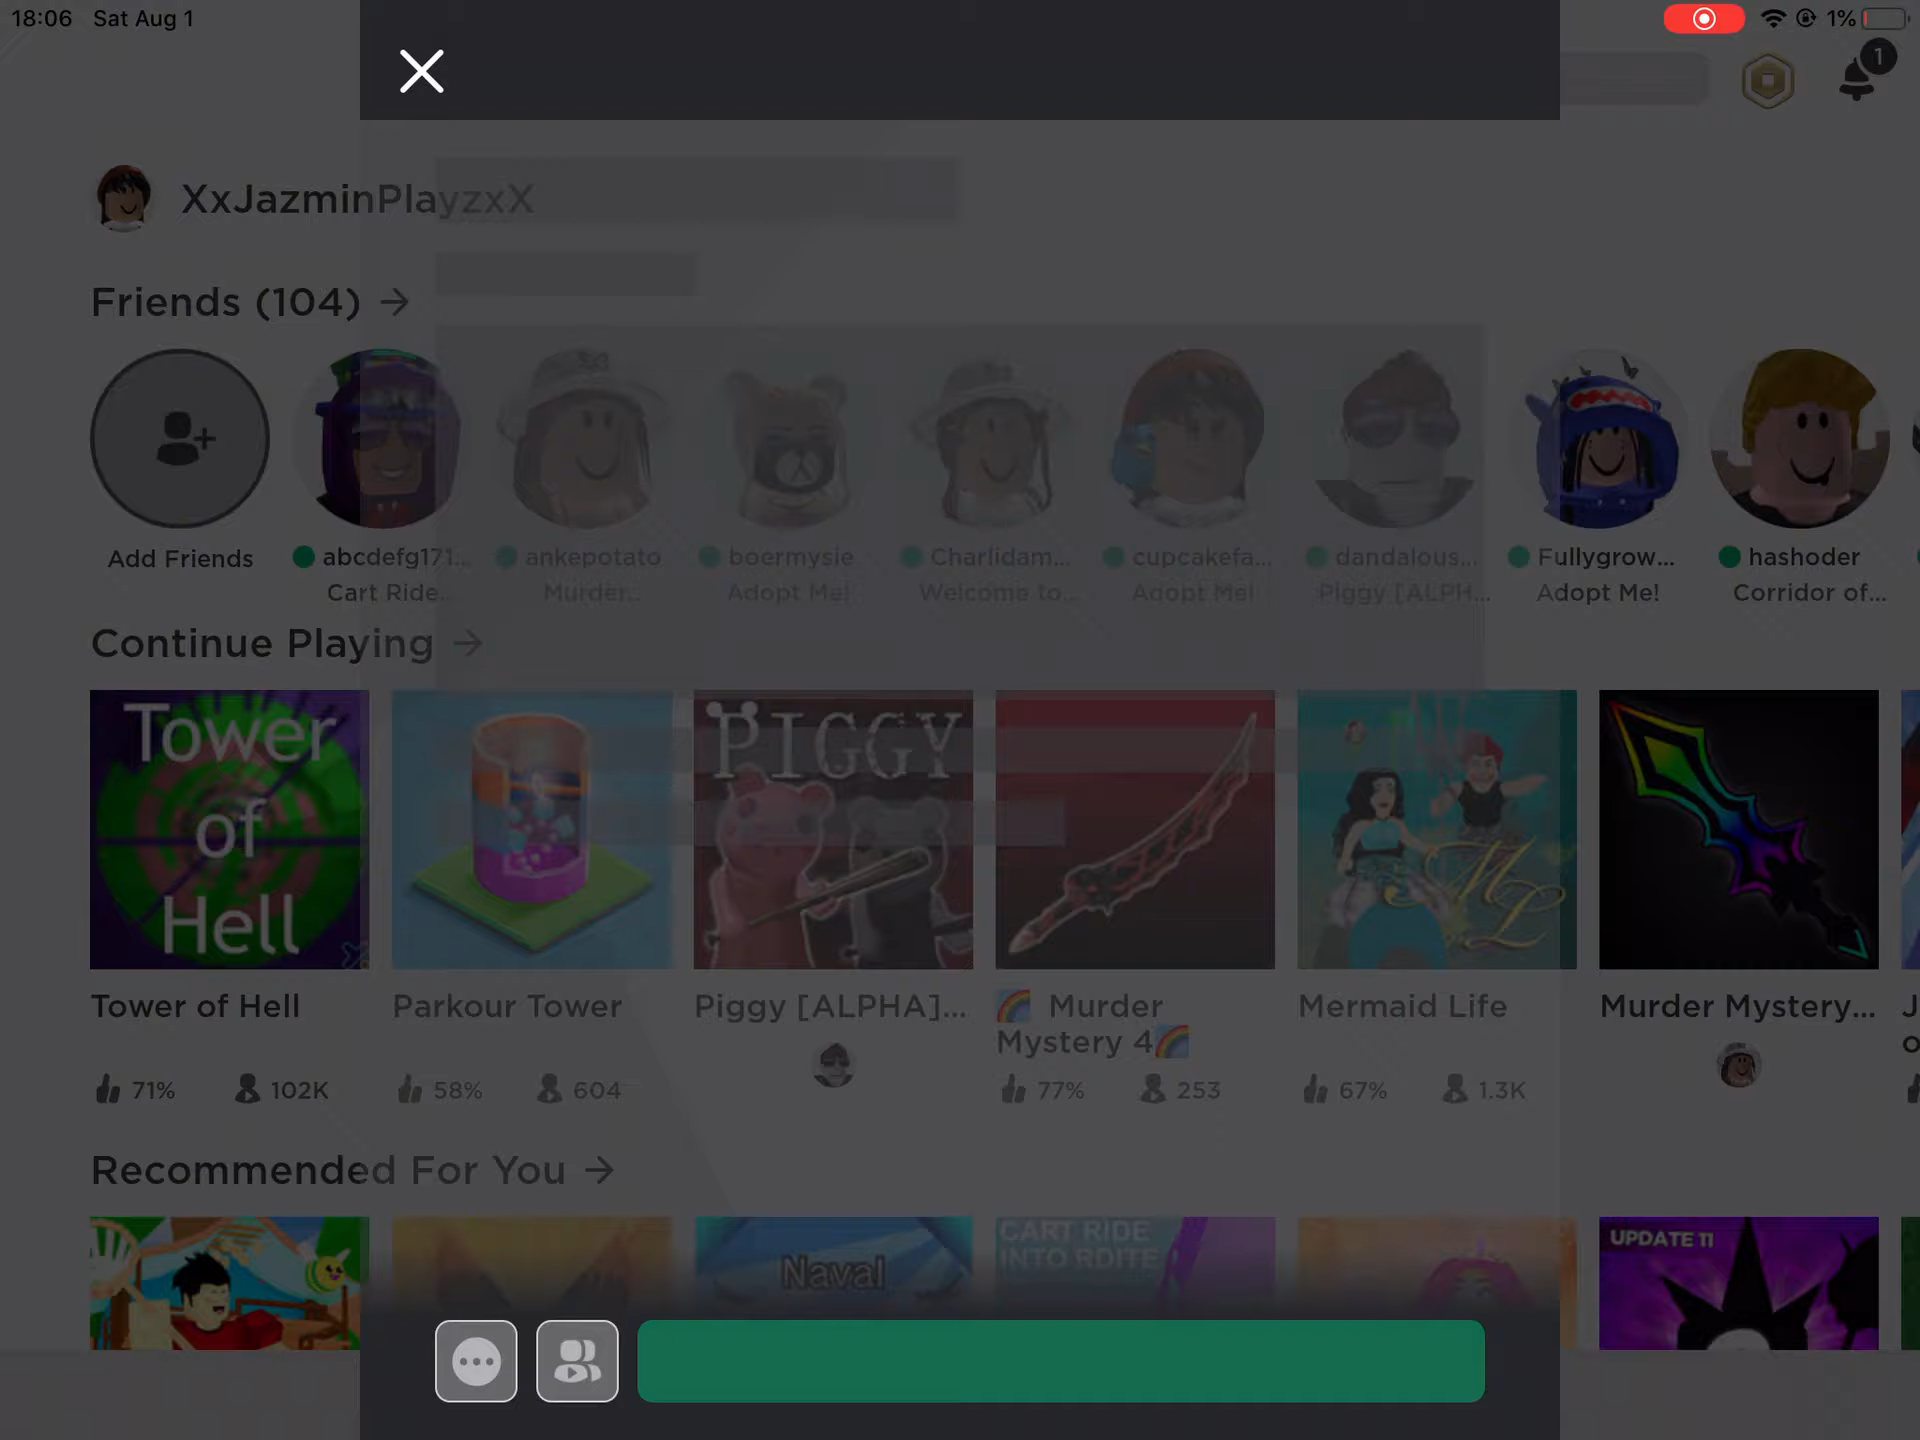 18:06 Sat Aug 1
1%
1
XxJazminPlayzxX
Friends (104) →
Add Friends
abcdefg171...
ankepotato
boermysie
Charlidam...
cupcakefa...
dandalous...
Fullygrow...
hashoder
Cart Ride...
Murder...
Adopt Me!
Welcome to...
Adopt Me!
Piggy [ALPH...
Adopt Me!
Corridor of...
Continue Playing →
Tower
of
Hell
PIGGY
ML
Tower of Hell
Parkour Tower
Piggy [ALPHA]...
🌈 Murder
Mystery 4🌈
Mermaid Life
Murder Mystery...
71% 102K
58% 604
77% 253
67% 1.3K
Recommended For You →
Naval
CART RIDE
INTO RDITE
UPDATE 11